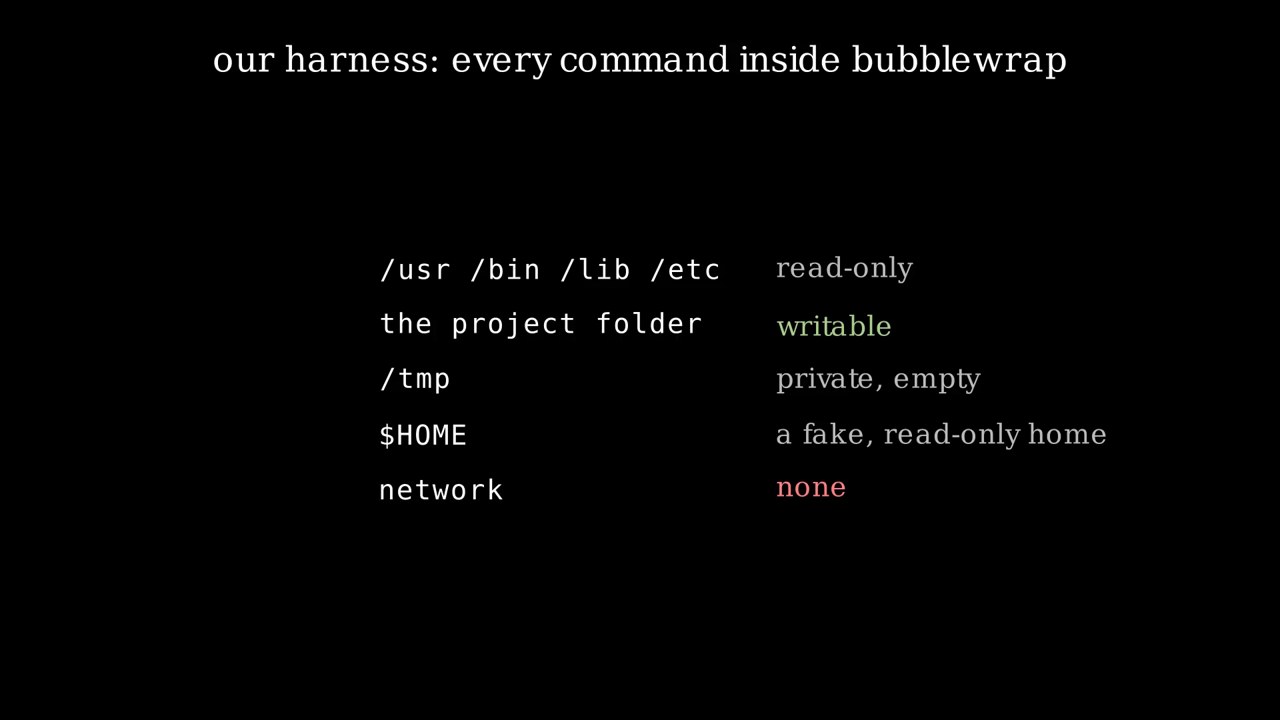 our harness: every command inside bubblewrap
/usr /bin /lib /etc read-only
the project folder writable
/tmp private, empty
$HOME a fake, read-only home
network none